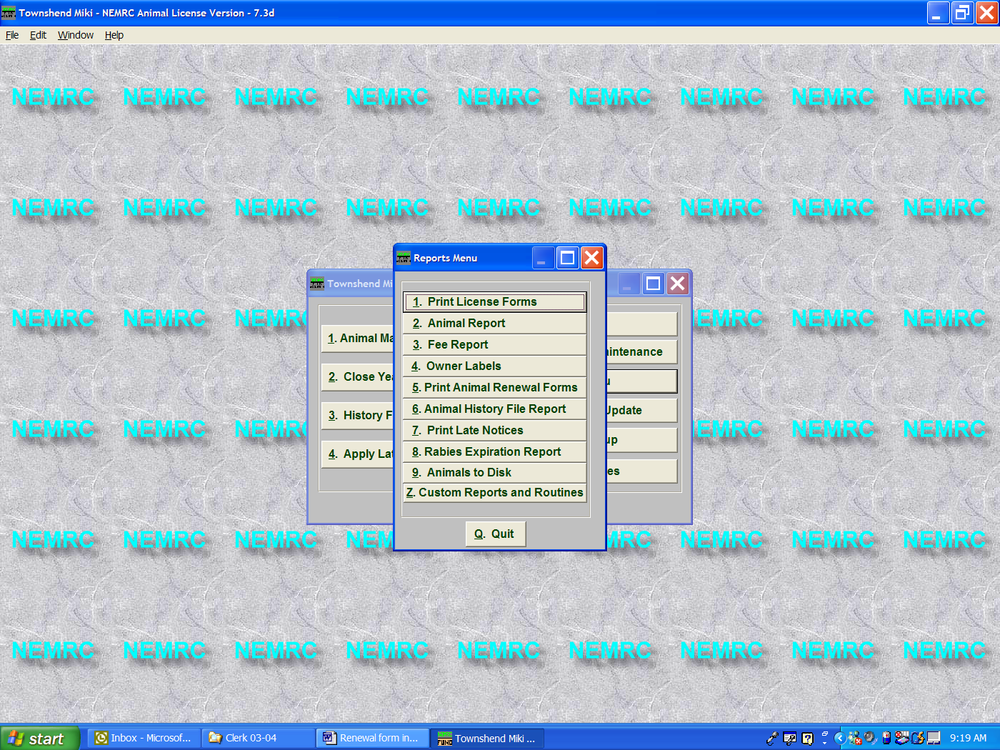 Townshend Miki - NEMRC Animal License Version - 7.3d
File Edit Window Help
NEMRC NEMRC NEMRC NEMRC NEMRC NEMRC NEMRC NEMRC NEMRC
NEMRC NEMRC NEMRC NEMRC NEMRC NEMRC NEMRC NEMRC NEMRC
Reports Menu
Townshend Mi
1. Print License Forms
2. Animal Report
3. Fee Report
4. Owner Labels
5. Print Animal Renewal Forms
6. Animal History File Report
7. Print Late Notices
8. Rabies Expiration Report
9. Animals to Disk
Z. Custom Reports and Routines
Q. Quit
1. Animal Ma
2. Close Yea
3. History F
4. Apply Lat
aintenance
u
Update
up
es
NEMRC NEMRC NEMRC NEMRC NEMRC
NEMRC NEMRC NEMRC NEMRC NEMRC
NEMRC NEMRC NEMRC NEM RC NEMRC NEMRC NEMRC
NEMRC NEMRC NEMRC NEMRC NEMRC NEMRC NEMRC NEMRC NEMRC
start
Inbox - Microsof...
Clerk 03-04
Renewal form in...
FUND
Townshend Miki ...
9:19 AM